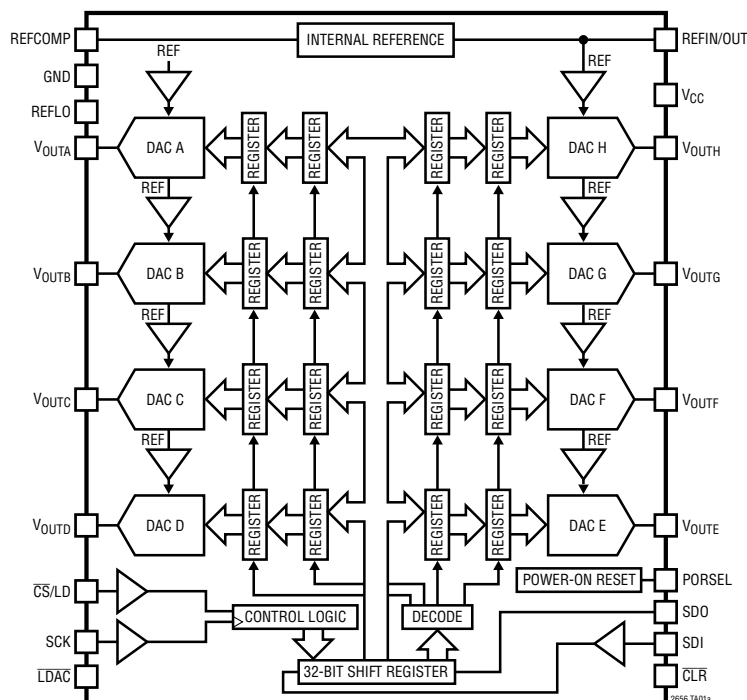 REFCOMP
INTERNAL REFERENCE
REFIN/OUT
REF
REF
GND
VCC
REFLO
VOUTA
DAC A
REGISTER
REGISTER
REGISTER
REGISTER
DAC H
VOUTH
REF
REF
VOUTB
DAC B
REGISTER
REGISTER
REGISTER
REGISTER
DAC G
VOUTG
REF
REF
VOUTC
DAC C
REGISTER
REGISTER
REGISTER
REGISTER
DAC F
VOUTF
REF
REF
VOUTD
DAC D
REGISTER
REGISTER
REGISTER
REGISTER
DAC E
VOUTE
POWER-ON RESET
PORSEL
C̅S̅/LD
CONTROL LOGIC
DECODE
SDO
SCK
SDI
L̅D̅A̅C̅
32-BIT SHIFT REGISTER
C̅L̅R̅
2656 TA01a